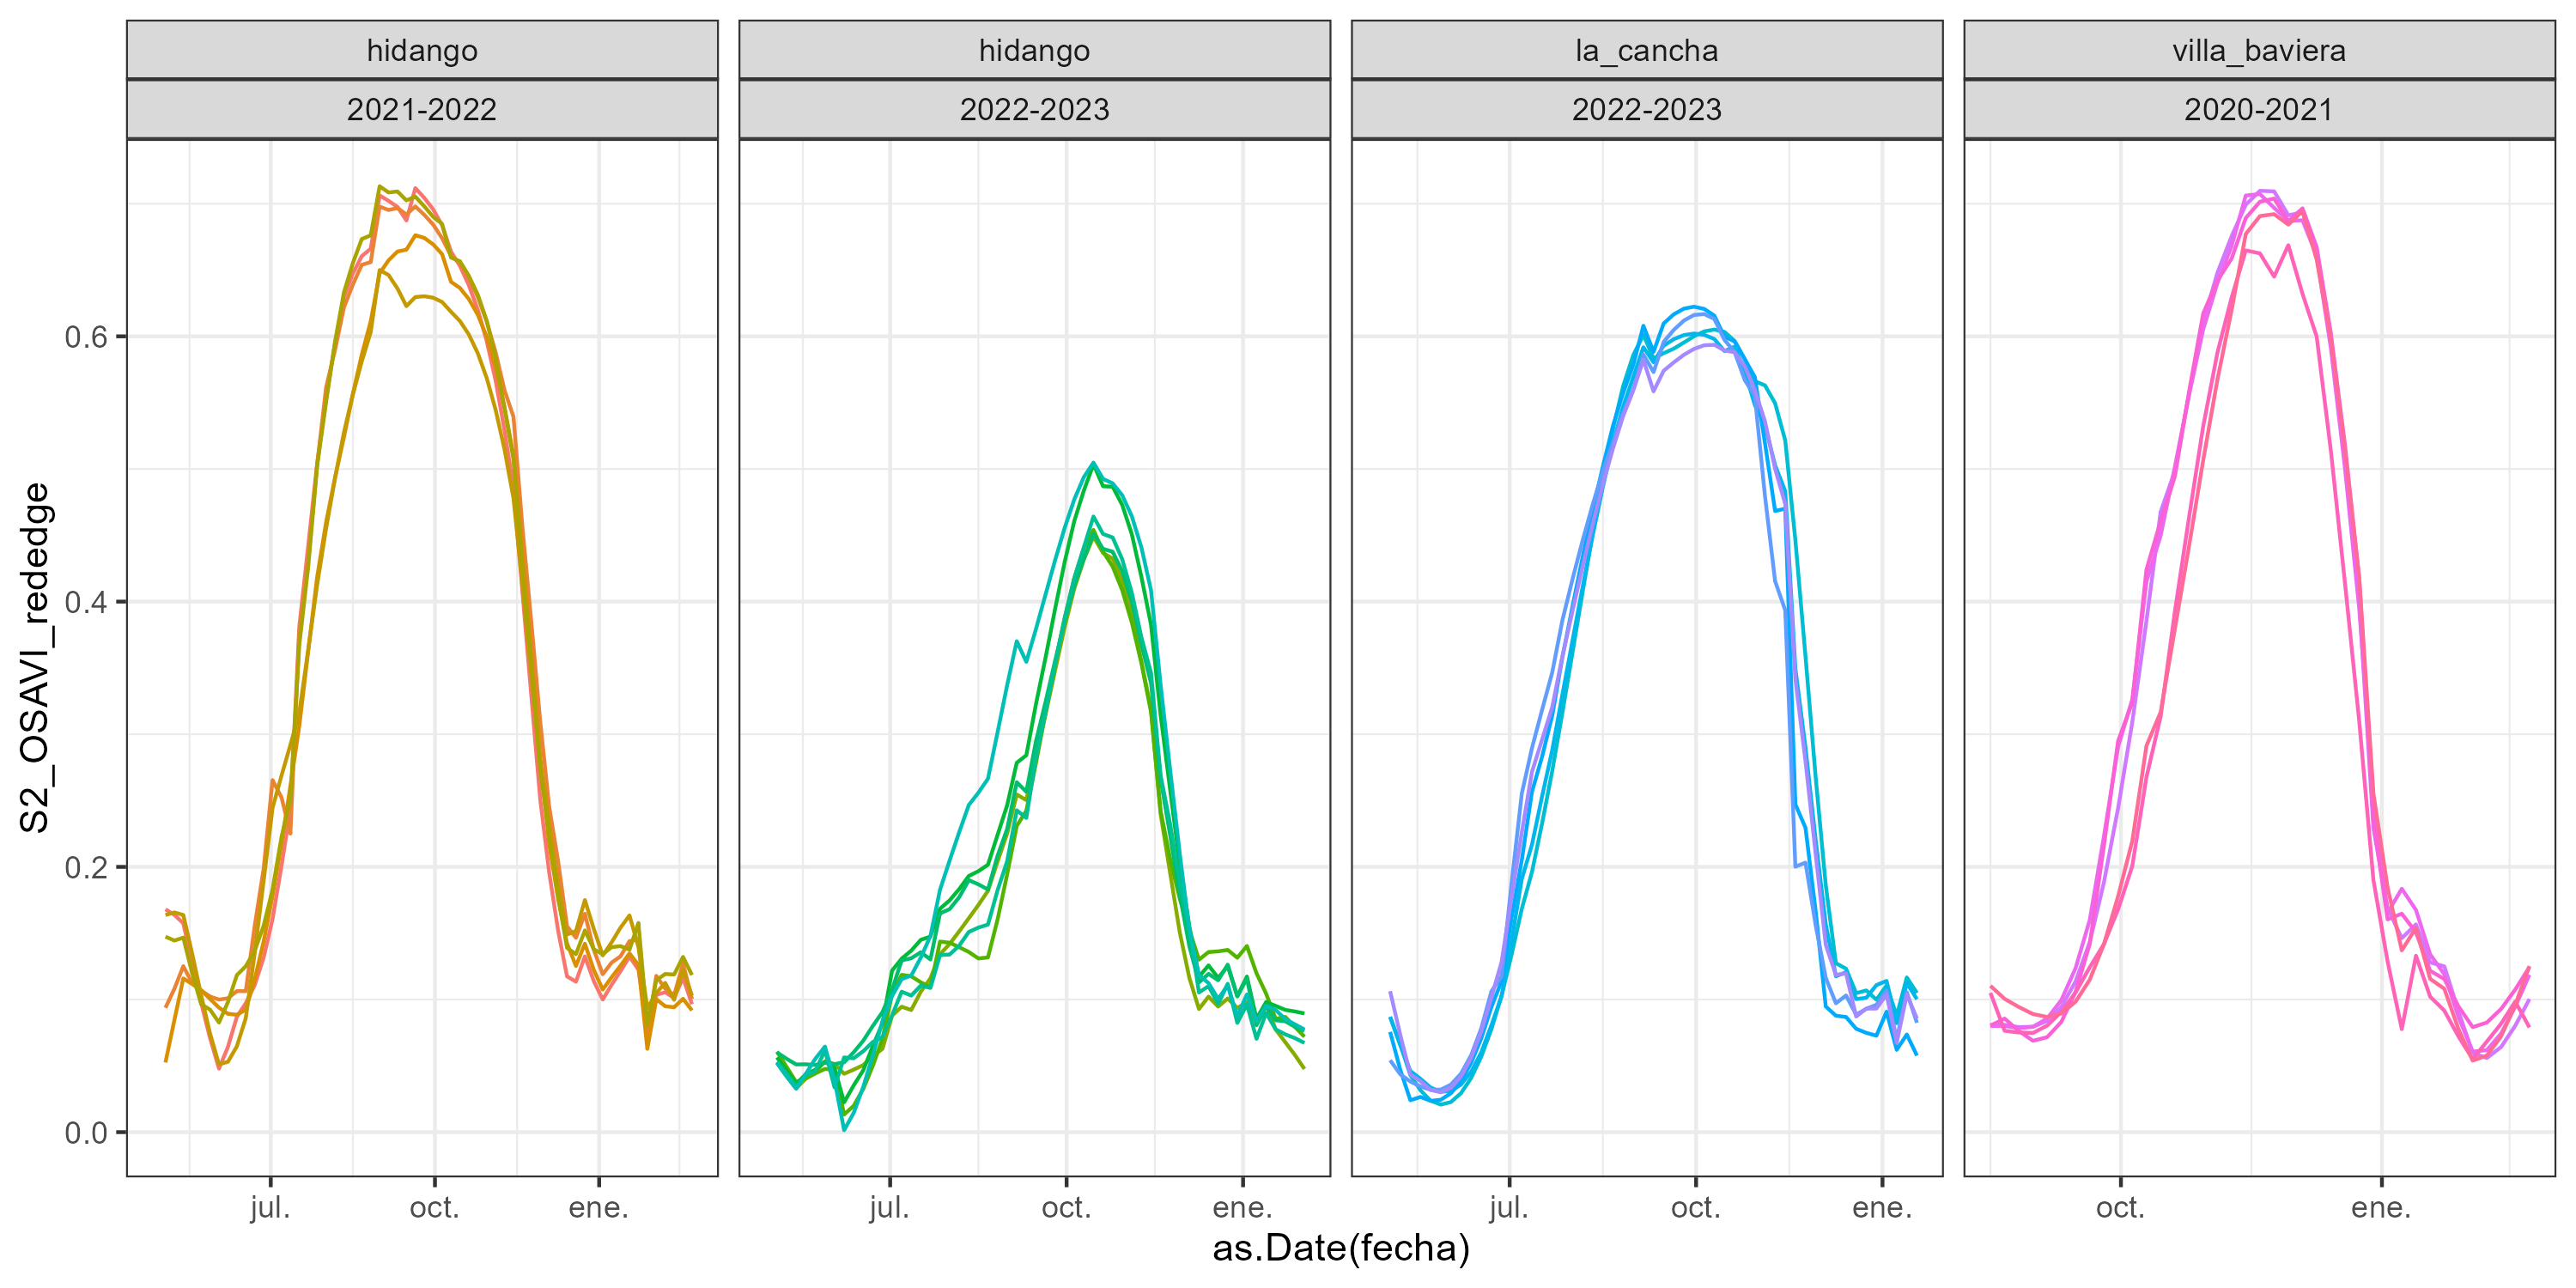 hidango
hidango
la_cancha
villa_baviera
2021-2022
2022-2023
2022-2023
2020-2021
S2_OSAVI_rededge
0.6
0.4
0.2
0.0
jul.
oct.
ene.
jul.
oct.
ene.
jul.
oct.
ene.
oct.
ene.
as.Date(fecha)